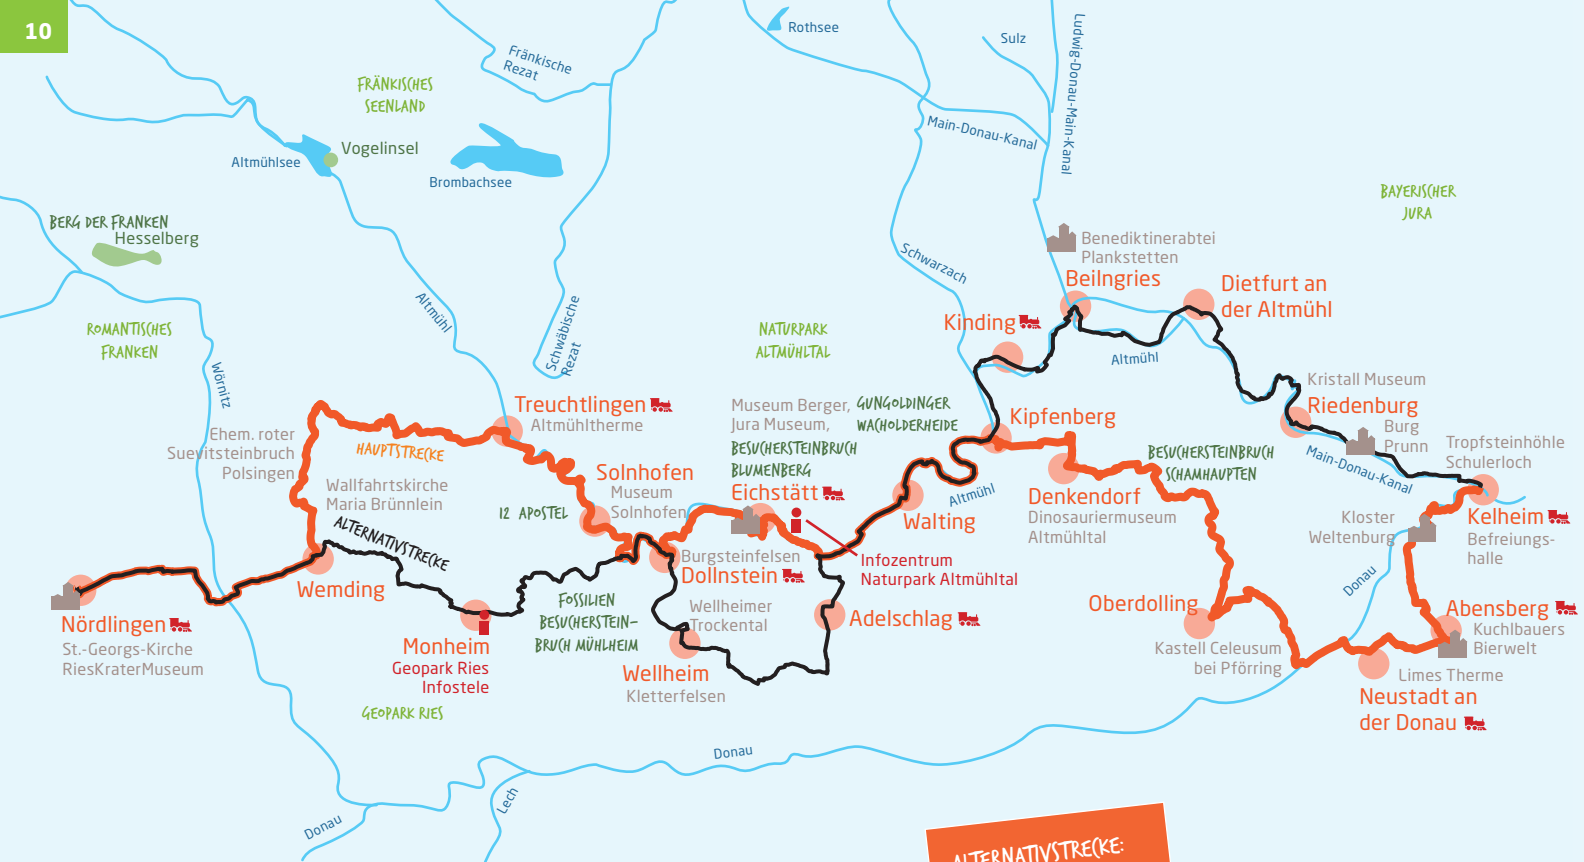 10
Rothsee
Sulz
Ludwig-Donau-Main-Kanal
Fränkische
Rezat
FRÄNKISCHES
SEENLAND
Main-Donau-Kanal
Vogelinsel
Altmühlsee
Brombachsee
BAYERISCHER
JURA
BERG DER FRANKEN
Hesselberg
Benediktinerabtei
Plankstetten
Beilngries
Schwarzach
Dietfurt an
der Altmühl
Altmühl
Schwäbische
Rezat
Kinding
ROMANTISCHES
FRANKEN
NATURPARK
ALTMÜHLTAL
Altmühl
Wörnitz
Kristall Museum
Riedenburg
Burg
Prunn
Treuchtlingen
Altmühltherme
Museum Berger,
Jura Museum,
BESUCHERSTEINBRUCH
BLUMENBERG
Eichstätt
GUNGOLDINGER
WACHOLDERHEIDE
Kipfenberg
Ehem. roter
Suevitsteinbruch
Polsingen
HAUPTSTRECKE
Tropfsteinhöhle
Schulerloch
Main-Donau-Kanal
BESUCHERSTEINBRUCH
SCHAMHAUPTEN
Solnhofen
Museum
Solnhofen
Wallfahrtskirche
Maria Brünnlein
12 APOSTEL
Altmühl
Denkendorf
Dinosauriermuseum
Altmühltal
Walting
ALTERNATIVSTRECKE
Kloster
Weltenburg
Kelheim
Befreiungs-
halle
Burgsteinfelsen
Dollnstein
Infozentrum
Naturpark Altmühltal
Wemding
Donau
FOSSILIEN
BESUCHERSTEIN-
BRUCH MÜHLHEIM
Wellheimer
Trockental
Adelschlag
Oberdolling
Abensberg
Kuchlbauers
Bierwelt
Nördlingen
St.-Georgs-Kirche
RiesKraterMuseum
Monheim
Geopark Ries
Infostele
Kastell Celeusum
bei Pförring
Wellheim
Kletterfelsen
Limes Therme
Neustadt an
der Donau
GEOPARK RIES
Donau
Lech
Donau
ALTERNATIVSTRECKE: